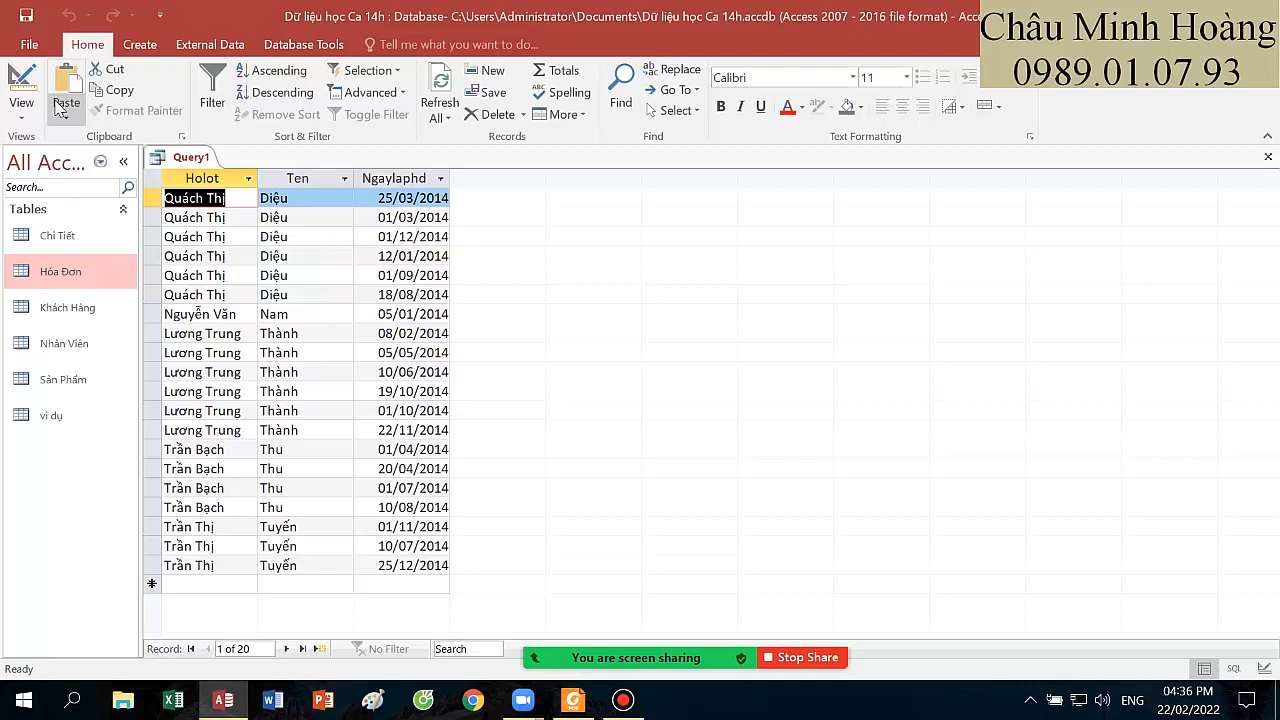 Dữ liệu học Ca 14h : Database- C:\Users\Administrator\Documents\Dữ liệu học Ca 14h.accdb (Access 2007 - 2016 file format) - Acce
Châu Minh Hoàng
0989.01.07.93
File Home Create External Data Database Tools Tell me what you want to do...
View
Views
Paste
Cut
Copy
Format Painter
Clipboard
Filter
Ascending
Descending
Remove Sort
Selection
Advanced
Toggle Filter
Sort & Filter
Refresh
All
New
Save
Delete
Totals
Spelling
More
Records
Find
Replace
Go To
Select
Find
Calibri 11
B I U A
Text Formatting
All Acc...
Search...
Tables
Chi Tiết
Hóa Đơn
Khách Hàng
Nhân Viên
Sản Phẩm
ví dụ
Query1
Holot Ten Ngaylaphd
Quách Thị Diệu 25/03/2014
Quách Thị Diệu 01/03/2014
Quách Thị Diệu 01/12/2014
Quách Thị Diệu 12/01/2014
Quách Thị Diệu 01/09/2014
Quách Thị Diệu 18/08/2014
Nguyễn Văn Nam 05/01/2014
Lương Trung Thành 08/02/2014
Lương Trung Thành 05/05/2014
Lương Trung Thành 10/06/2014
Lương Trung Thành 19/10/2014
Lương Trung Thành 01/10/2014
Lương Trung Thành 22/11/2014
Trần Bạch Thu 01/04/2014
Trần Bạch Thu 20/04/2014
Trần Bạch Thu 01/07/2014
Trần Bạch Thu 10/08/2014
Trần Thị Tuyến 01/11/2014
Trần Thị Tuyến 10/07/2014
Trần Thị Tuyến 25/12/2014
Record: 1 of 20 No Filter Search
You are screen sharing Stop Share
Ready
SQL
ENG
04:36 PM
22/02/2022